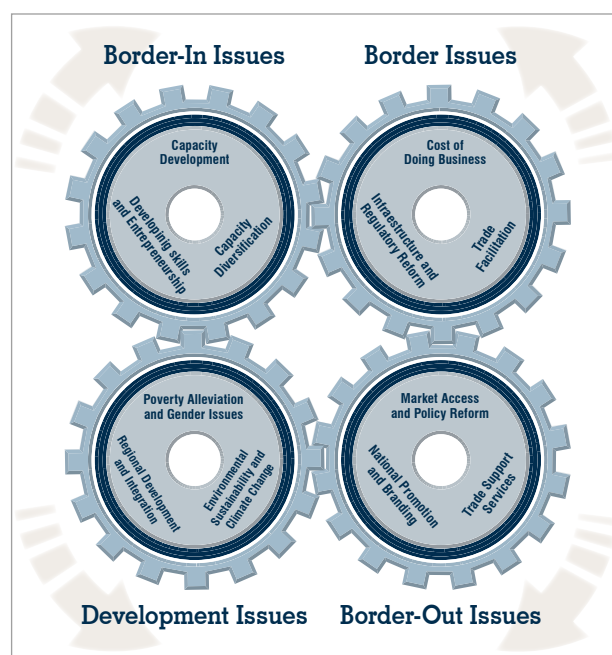 Border-In Issues
Border Issues
Capacity
Development
Developinig skills
and Entrepreneurship
Capacity
Diversification
Cost of
Doing Business
Infraestructure and
Regulatory Reform
Trade
Facilitation
Poverty Alleviation
and Gender Issues
Regional Development
and Integration
Environmental
Sustainability and
Climate Change
Market Access
and Policy Reform
National Promotion
and Branding
Trade Support
Services
Development Issues
Border-Out Issues